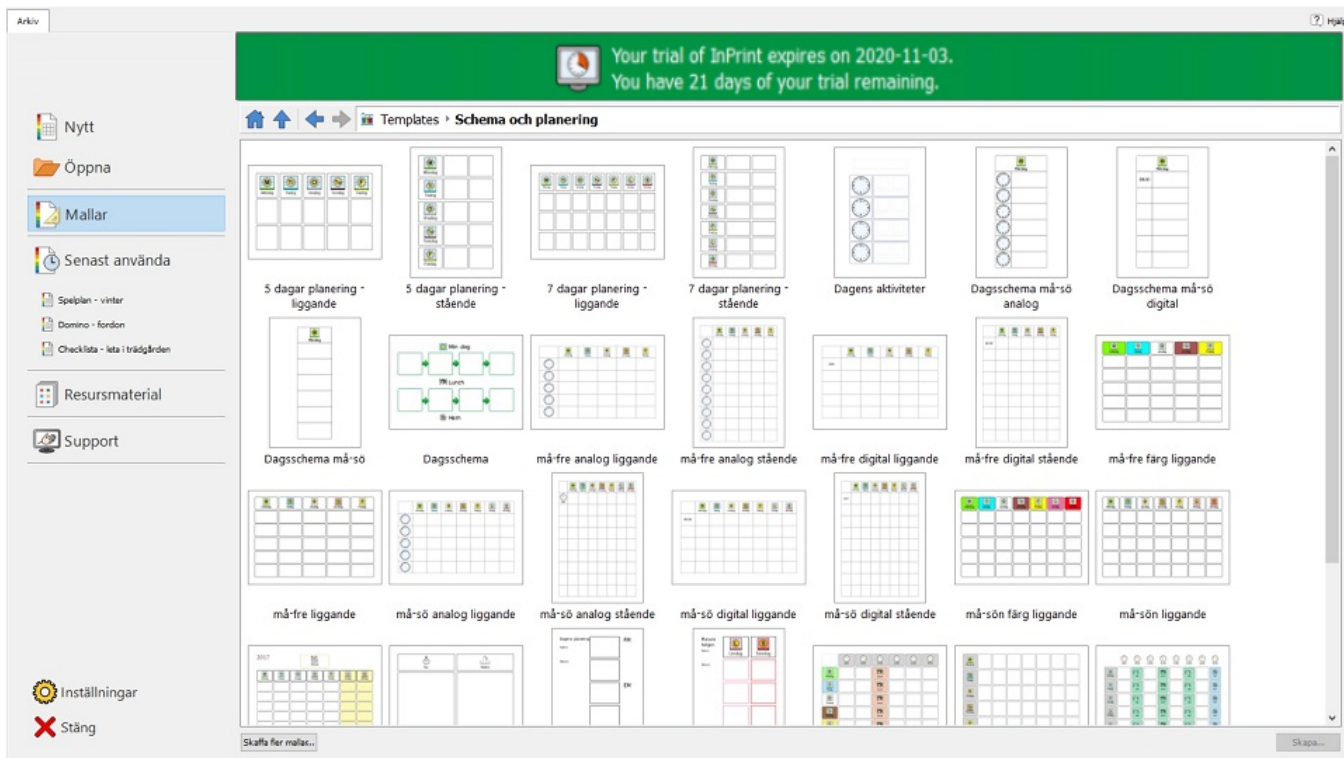 Arkiv
Hjälp
Your trial of InPrint expires on 2020-11-03.
You have 21 days of your trial remaining.
Templates
Schema och planering
Nytt
Öppna
Mallar
Senast använda
Spelplan - vinter
Domino - fordon
Checklista - leta i trädgården
Resursmaterial
Support
Inställningar
Stäng
5 dagar planering -
liggande
5 dagar planering -
stående
7 dagar planering -
liggande
7 dagar planering -
stående
Dagens aktiviteter
Dagsschema må-sö
analog
Dagsschema må-sö
digital
Min dag
Lunch
Hem
Dagsschema må-sö
Dagsschema
må-fre analog liggande
må-fre analog stående
må-fre digital liggande
må-fre digital stående
må-fre färg liggande
må-fre liggande
må-sö analog liggande
må-sö analog stående
må-sö digital liggande
må-sö digital stående
må-sön färg liggande
må-sön liggande
2017
Skaffa fler mallar...
Skapa...